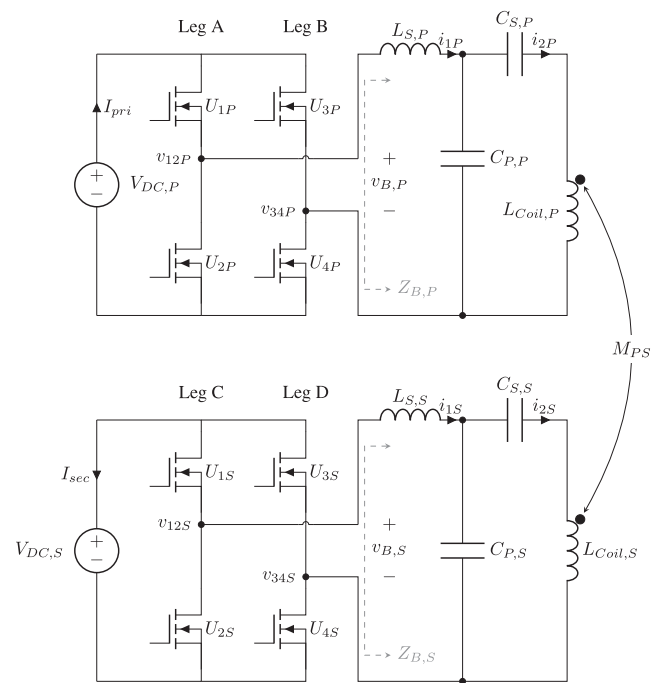 Leg A Leg B
L_{S,P} i_{1P} C_{S,P} i_{2P}
I_{pri} U_{1P} U_{3P}
v_{12P} + C_{P,P}
+ − V_{DC,P} v_{B,P}
v_{34P} − L_{Coil,P}
U_{2P} U_{4P} Z_{B,P}
M_{PS}
Leg C Leg D
L_{S,S} i_{1S} C_{S,S} i_{2S}
I_{sec} U_{1S} U_{3S}
v_{12S} +
V_{DC,S} + − v_{B,S} C_{P,S} L_{Coil,S}
v_{34S} −
U_{2S} U_{4S}
Z_{B,S}